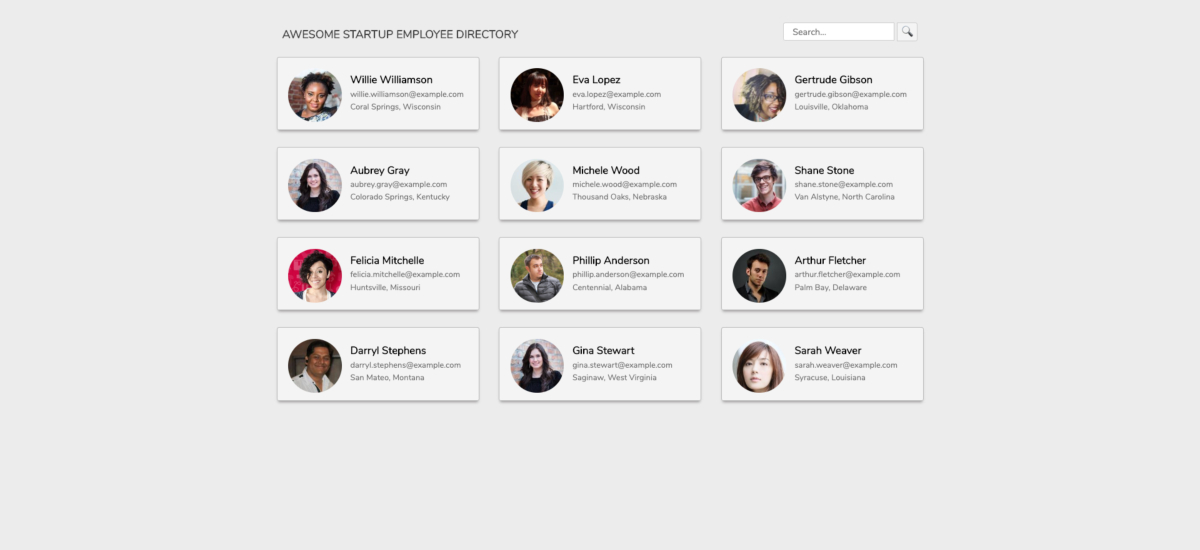 AWESOME STARTUP EMPLOYEE DIRECTORY
Search...
Willie Williamson
willie.williamson@example.com
Coral Springs, Wisconsin
Eva Lopez
eva.lopez@example.com
Hartford, Wisconsin
Gertrude Gibson
gertrude.gibson@example.com
Louisville, Oklahoma
Aubrey Gray
aubrey.gray@example.com
Colorado Springs, Kentucky
Michele Wood
michele.wood@example.com
Thousand Oaks, Nebraska
Shane Stone
shane.stone@example.com
Van Alstyne, North Carolina
Felicia Mitchelle
felicia.mitchelle@example.com
Huntsville, Missouri
Phillip Anderson
phillip.anderson@example.com
Centennial, Alabama
Arthur Fletcher
arthur.fletcher@example.com
Palm Bay, Delaware
Darryl Stephens
darryl.stephens@example.com
San Mateo, Montana
Gina Stewart
gina.stewart@example.com
Saginaw, West Virginia
Sarah Weaver
sarah.weaver@example.com
Syracuse, Louisiana